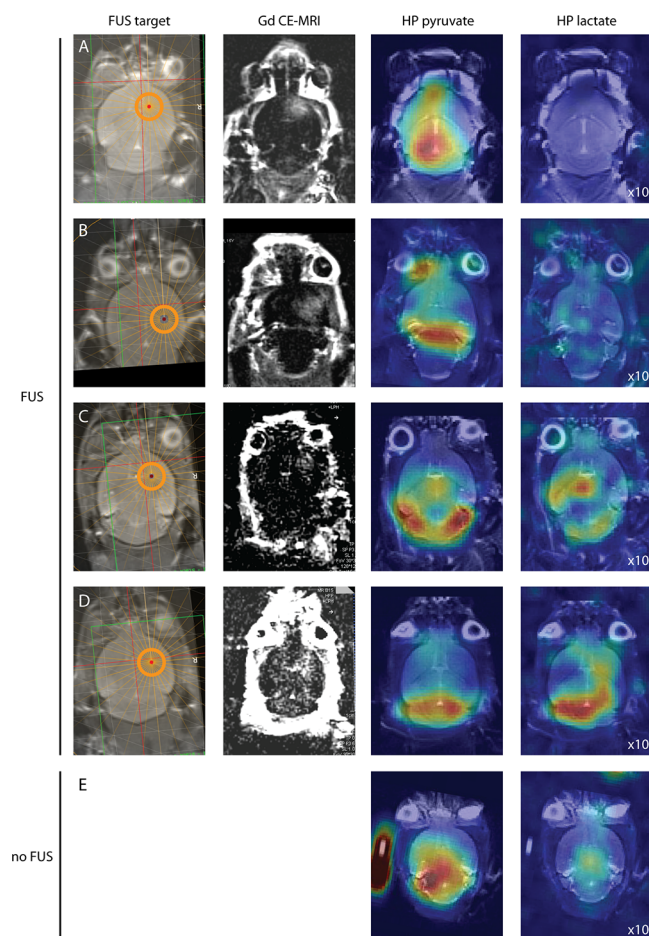 FUS target Gd CE-MRI HP pyruvate HP lactate
A
R
x10
B
x10
FUS
C
R
x10
D
R
x10
E
no FUS
x10